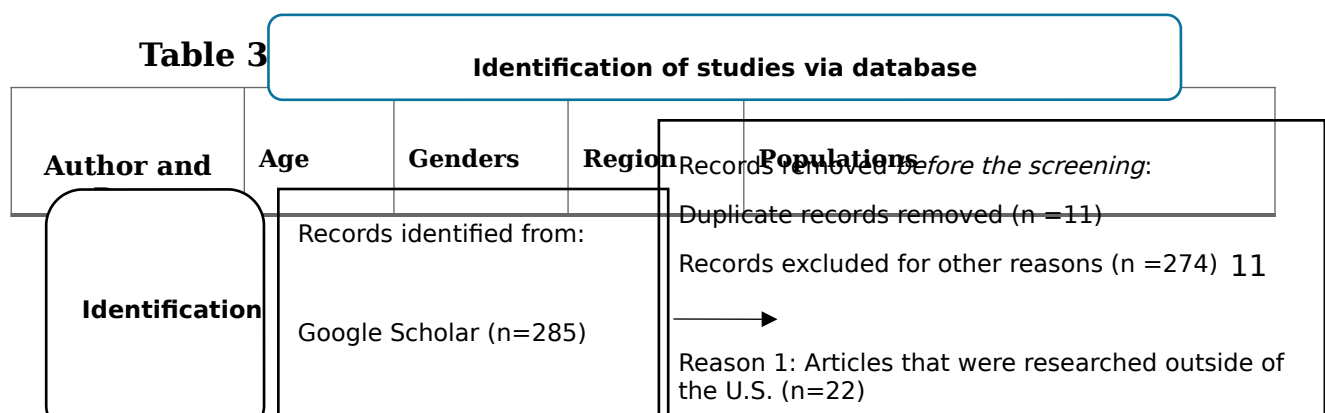 Table 3
Identification of studies via database
Author and
Age
Genders
Region
Populations
Records removed before the screening:
Duplicate records removed (n =11)
Records excluded for other reasons (n =274)
11
Reason 1: Articles that were researched outside of
the U.S. (n=22)
Records identified from:
Google Scholar (n=285)
Identification